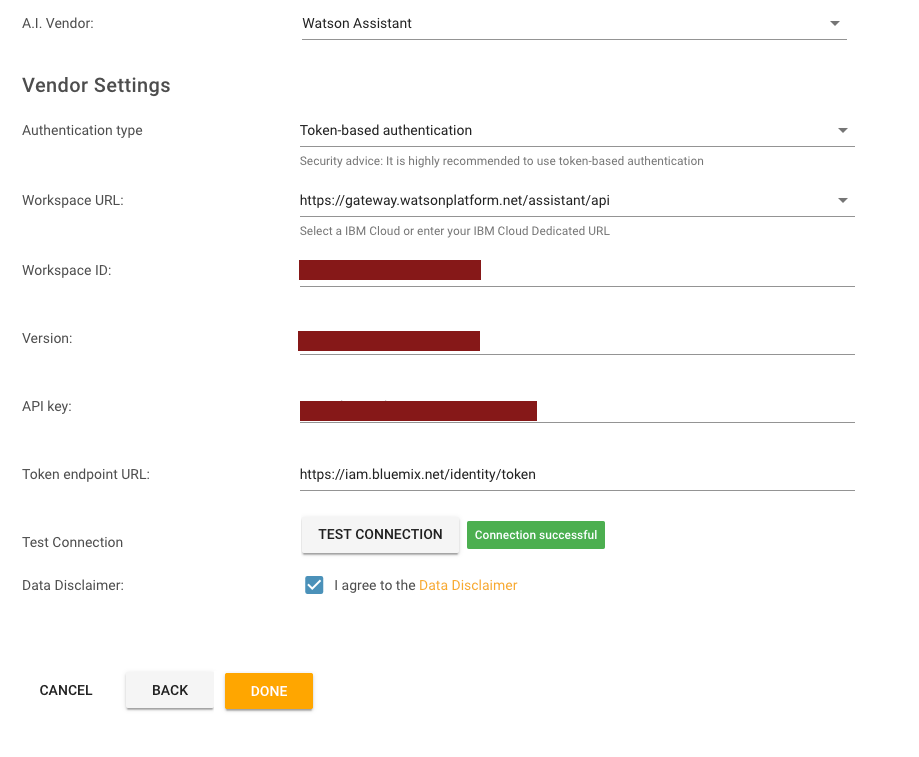 A.I. Vendor: Watson Assistant
Vendor Settings
Authentication type Token-based authentication
Security advice: It is highly recommended to use token-based authentication
Workspace URL: https://gateway.watsonplatform.net/assistant/api
Select a IBM Cloud or enter your IBM Cloud Dedicated URL
Workspace ID:
Version:
API key:
Token endpoint URL: https://iam.bluemix.net/identity/token
Test Connection TEST CONNECTION Connection successful
Data Disclaimer: I agree to the Data Disclaimer
CANCEL BACK DONE